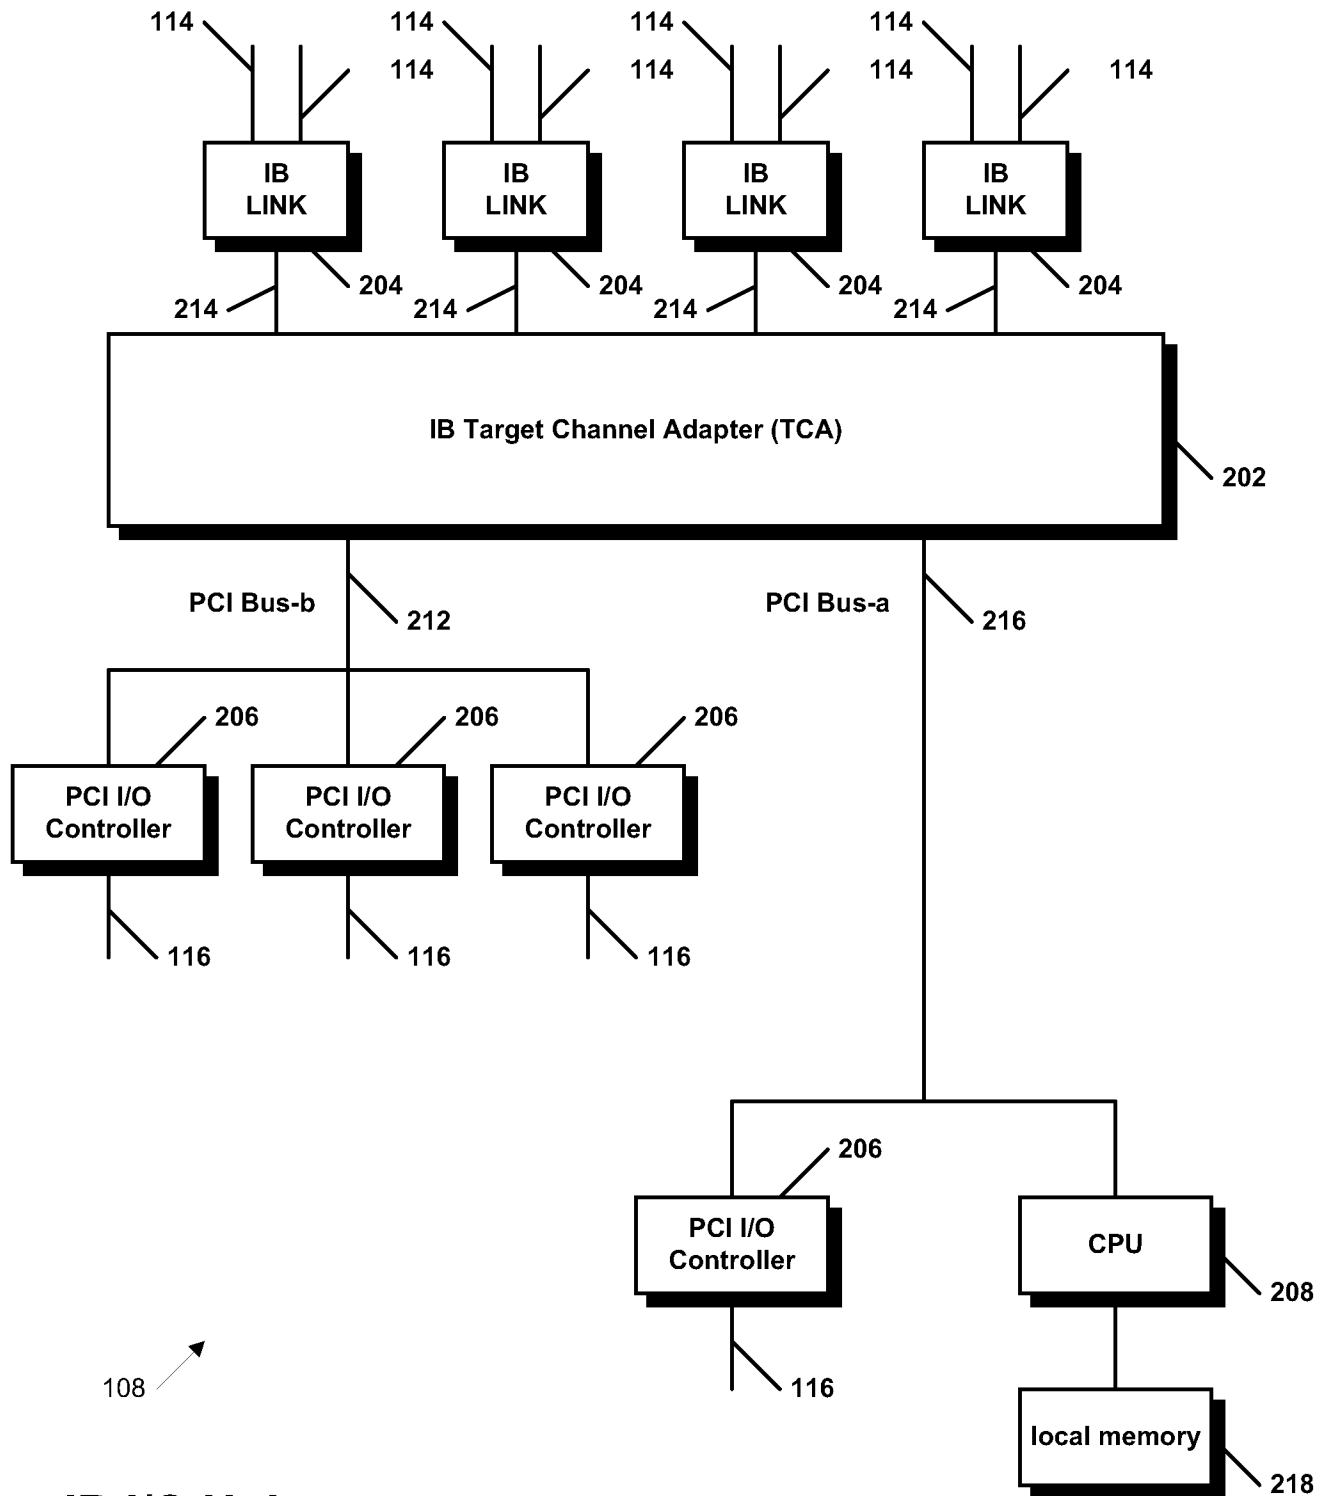 114 114 114 114
114 114 114 114
IB LINK IB LINK IB LINK IB LINK
204 204 204 204
214 214 214 214
IB Target Channel Adapter (TCA)
202
PCI Bus-b PCI Bus-a
212 216
206 206 206
PCI I/O Controller PCI I/O Controller PCI I/O Controller
116 116 116
206
PCI I/O Controller CPU
208
108 116
local memory
218